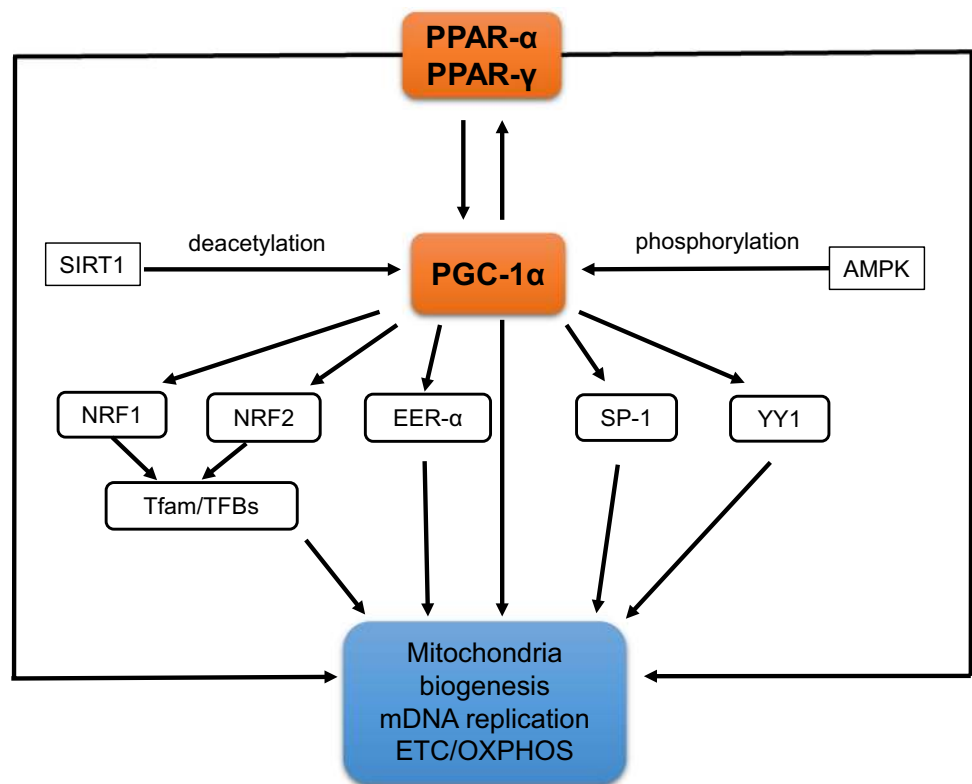 PPAR-α
PPAR-γ
deacetylation
phosphorylation
SIRT1
PGC-1α
AMPK
NRF1
NRF2
EER-α
SP-1
YY1
Tfam/TFBs
Mitochondria
biogenesis
mDNA replication
ETC/OXPHOS